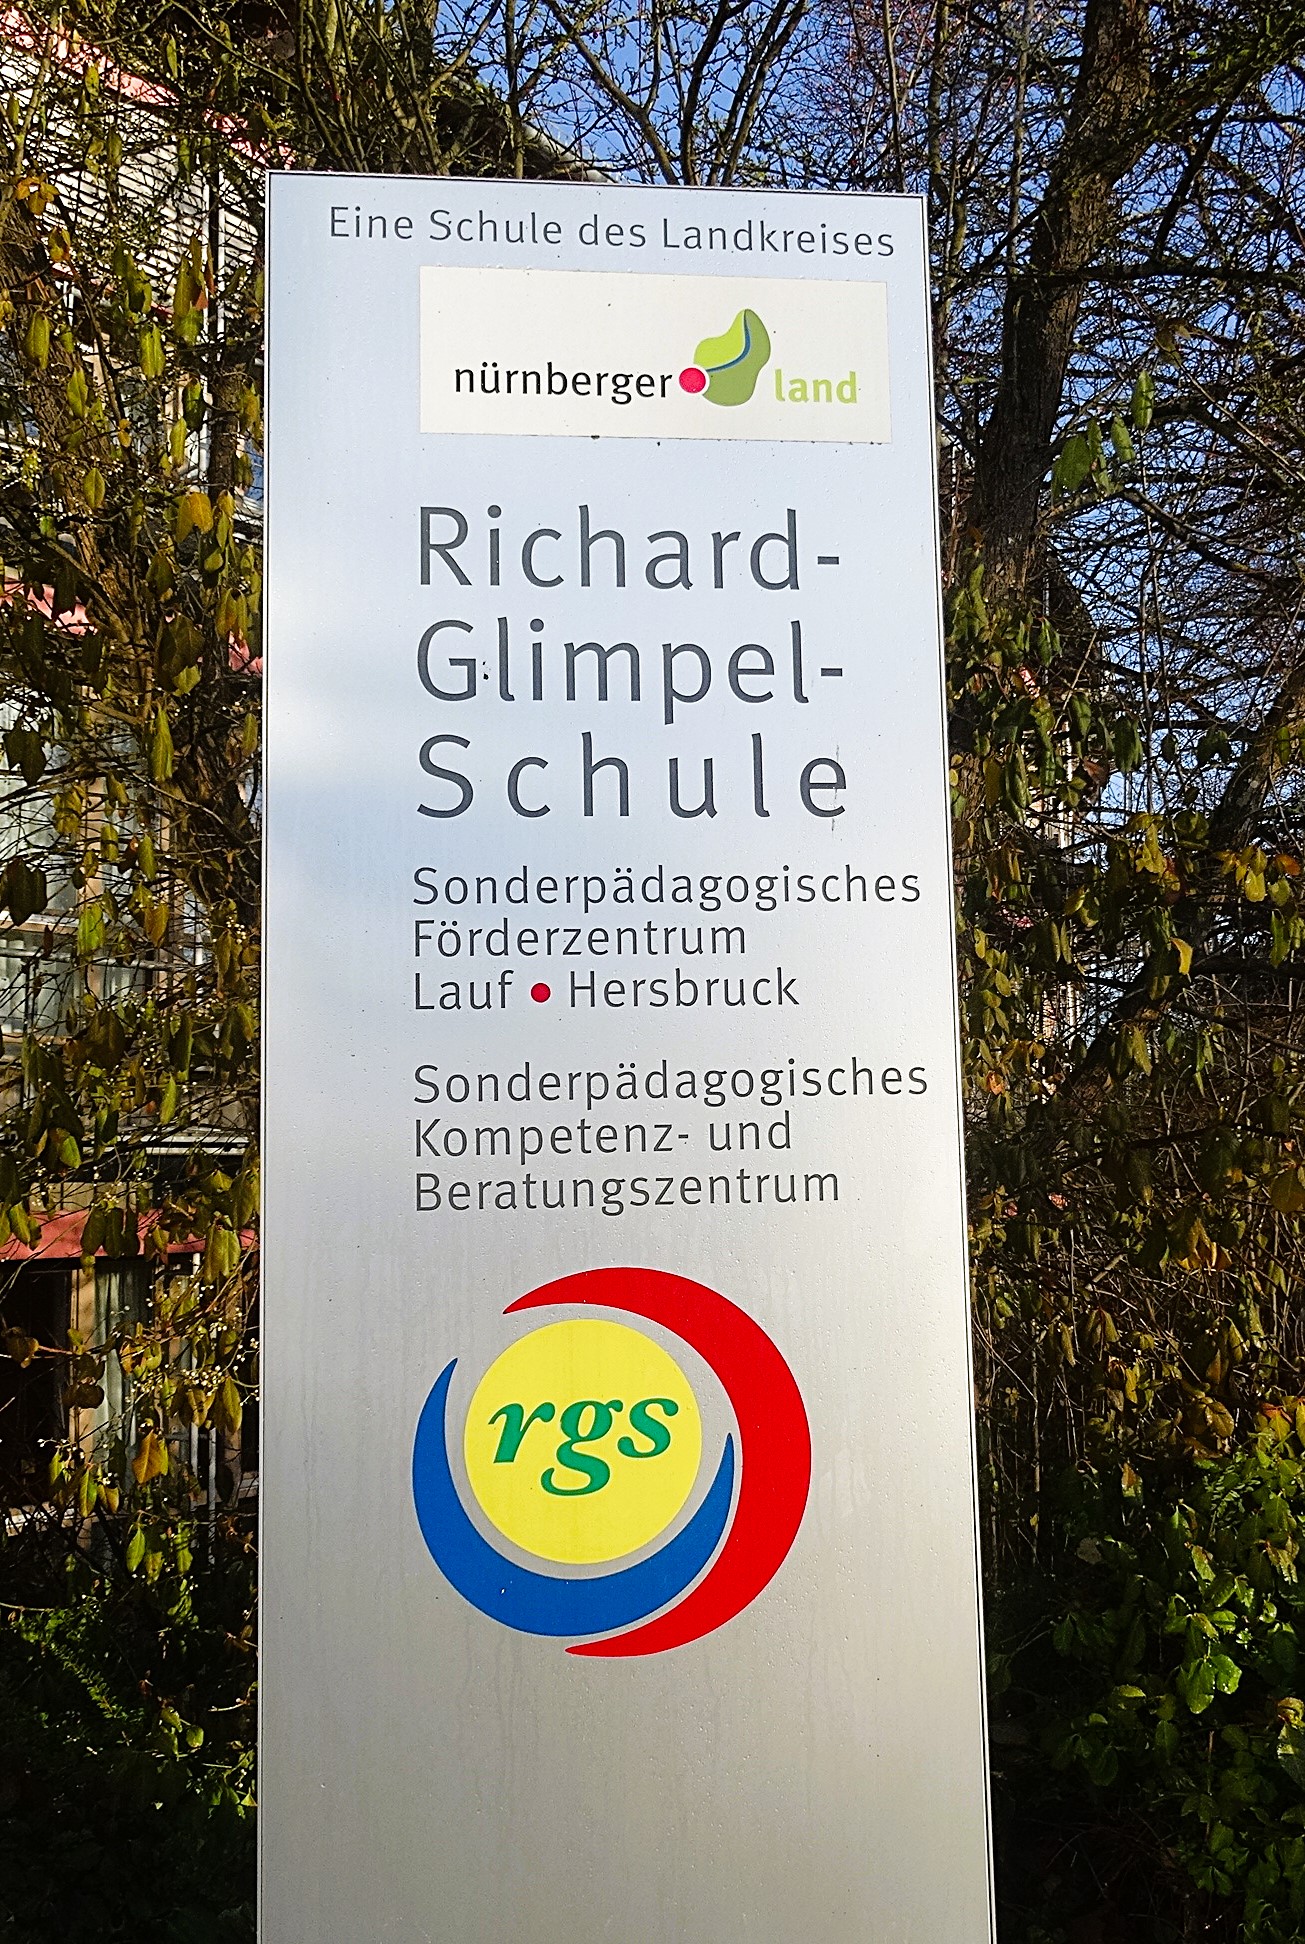 Eine Schule des Landkreises
nürnberger land
Richard-
Glimpel-
Schule
Sonderpädagogisches
Förderzentrum
Lauf • Hersbruck
Sonderpädagogisches
Kompetenz- und
Beratungszentrum
rgs